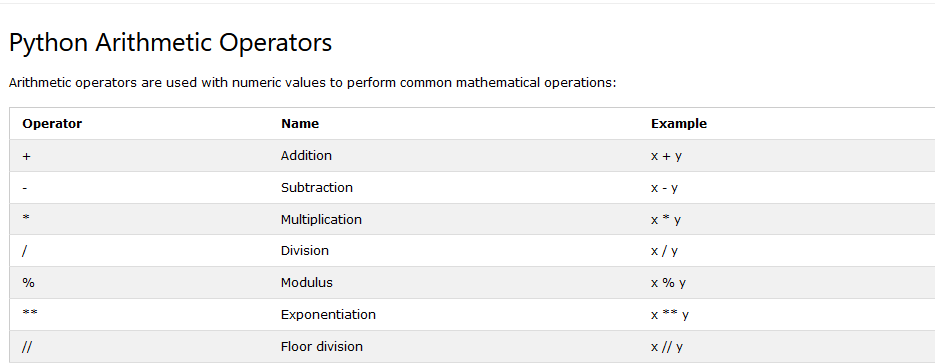 Python Arithmetic Operators
Arithmetic operators are used with numeric values to perform common mathematical operations:
Operator Name Example
+ Addition x + y
- Subtraction x - y
* Multiplication x * y
/ Division x / y
% Modulus x % y
** Exponentiation x ** y
// Floor division x // y